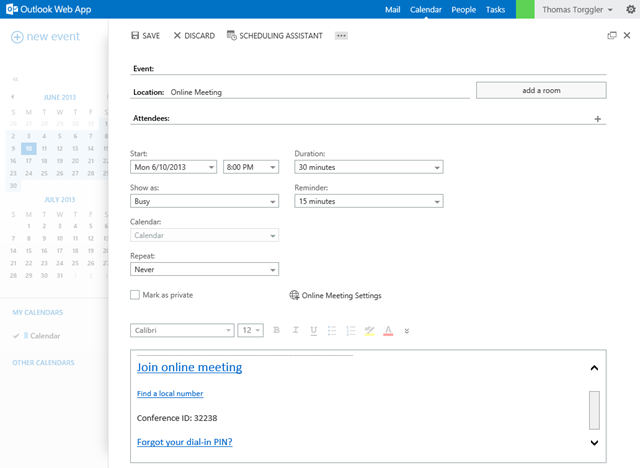 Outlook Web App
Mail Calendar People Tasks Thomas Torggler
new event
SAVE DISCARD SCHEDULING ASSISTANT
Event:
Location: Online Meeting
add a room
Attendees:
JUNE 2013
S M T W T F S
26 27 28 29 30 31 1
2 3 4 5 6 7 8
9 10 11 12 13 14 15
16 17 18 19 20 21 22
23 24 25 26 27 28 29
30
JULY 2013
S M T W T F S
1 2 3 4 5 6
7 8 9 10 11 12 13
14 15 16 17 18 19 20
21 22 23 24 25 26 27
28 29 30 31
MY CALENDARS
Calendar
OTHER CALENDARS
Start:
Mon 6/10/2013 8:00 PM
Duration:
30 minutes
Show as:
Busy
Reminder:
15 minutes
Calendar:
Calendar
Repeat:
Never
Mark as private
Online Meeting Settings
Calibri 12 B I U
Join online meeting
Find a local number
Conference ID: 32238
Forgot your dial-in PIN?